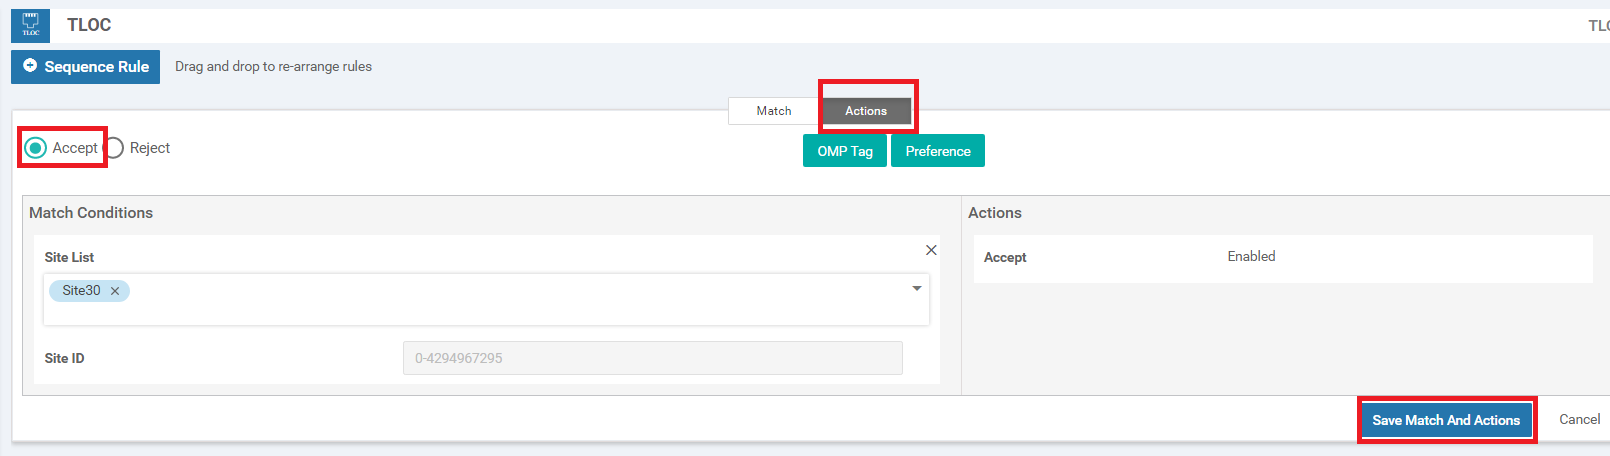 TLOC
TLOC
TLO
Sequence Rule
Drag and drop to re-arrange rules
Match
Actions
Accept
Reject
OMP Tag
Preference
Match Conditions
Actions
Site List
Accept
Enabled
Site30
Site ID
0-4294967295
Save Match And Actions
Cancel